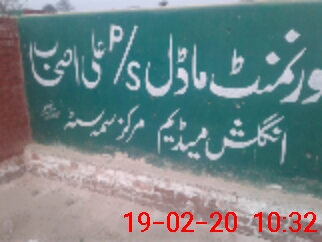 ورنمنٹ ماڈل P/S علی اصحاب
انگلش میڈیم مرکز سمہ سٹہ
19-02-20 10:32